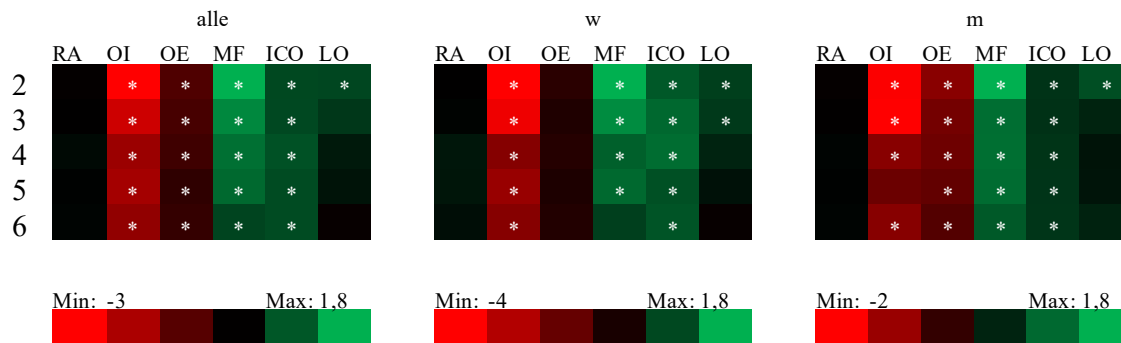 alle w m
RA OI OE MF ICO LO RA OI OE MF ICO LO RA OI OE MF ICO LO
2 * * * * * * * * * * * * * *
3 * * * * * * * * * * * *
4 * * * * * * * * * * *
5 * * * * * * * * * *
6 * * * * * * * * * *
Min: -3 Max: 1,8 Min: -4 Max: 1,8 Min: -2 Max: 1,8